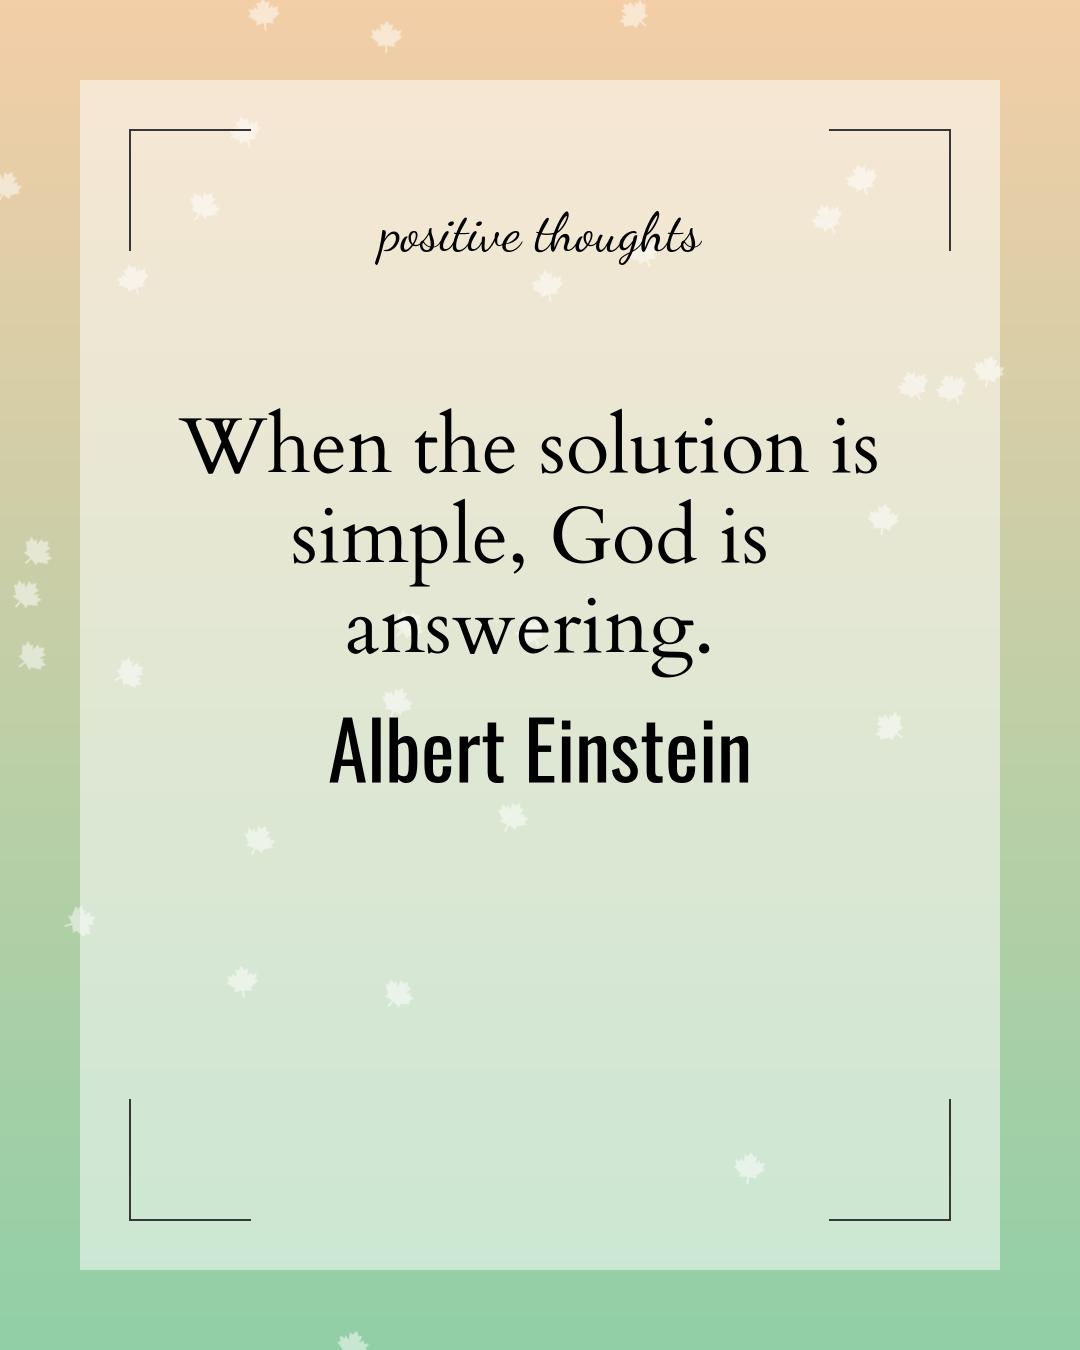 positive thoughts
When the solution is
simple, God is
answering.
Albert Einstein